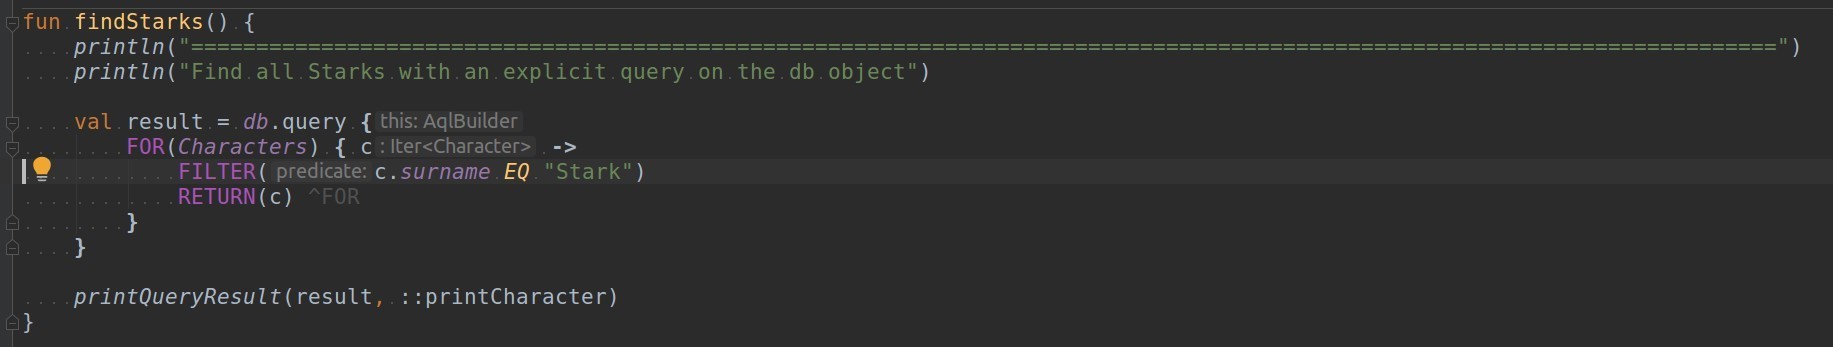 fun findStarks() {
println("==========================================================================================================================")
println("Find all Starks with an explicit query on the db object")
val result = db.query { this: AqlBuilder
FOR(Characters) { c : Iter<Character> ->
FILTER( predicate: c.surname EQ "Stark")
RETURN(c) ^FOR
}
}
printQueryResult(result, ::printCharacter)
}